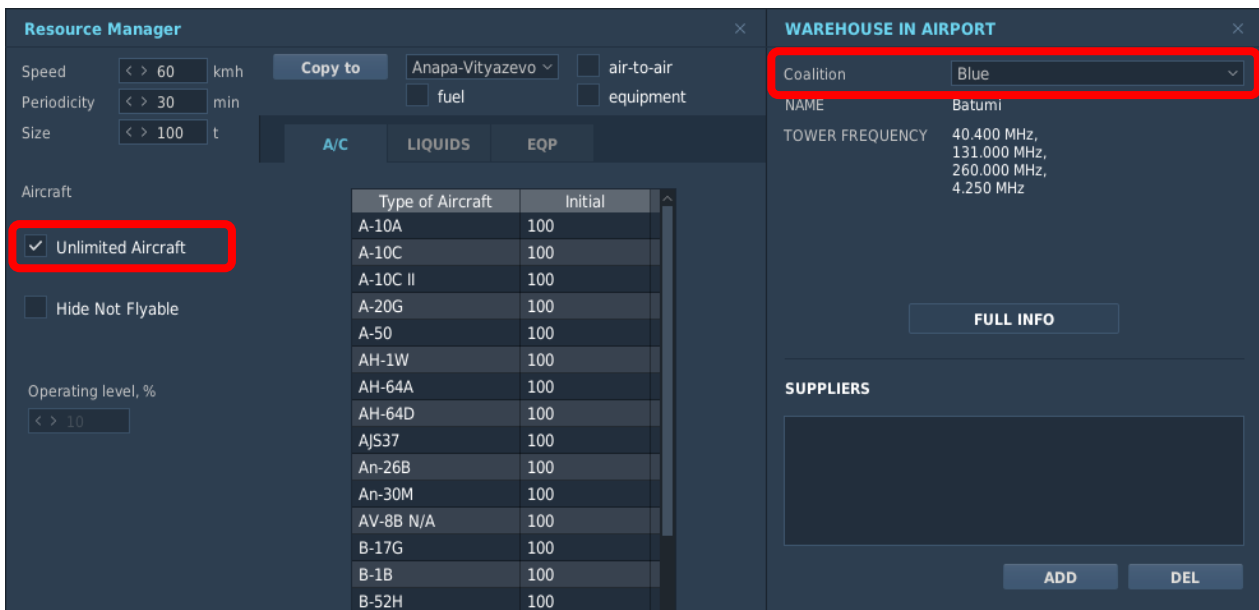 Resource Manager
Speed < > 60 kmh
Periodicity < > 30 min
Size < > 100 t
Copy to Anapa-Vityazevo air-to-air
fuel equipment
A/C LIQUIDS EQP
Aircraft
Unlimited Aircraft
Hide Not Flyable
Operating level, %
< > 10
Type of Aircraft Initial
A-10A 100
A-10C 100
A-10C II 100
A-20G 100
A-50 100
AH-1W 100
AH-64A 100
AH-64D 100
AJS37 100
An-26B 100
An-30M 100
AV-8B N/A 100
B-17G 100
B-1B 100
B-52H 100
WAREHOUSE IN AIRPORT
Coalition Blue
NAME Batumi
TOWER FREQUENCY 40.400 MHz,
131.000 MHz,
260.000 MHz,
4.250 MHz
FULL INFO
SUPPLIERS
ADD DEL